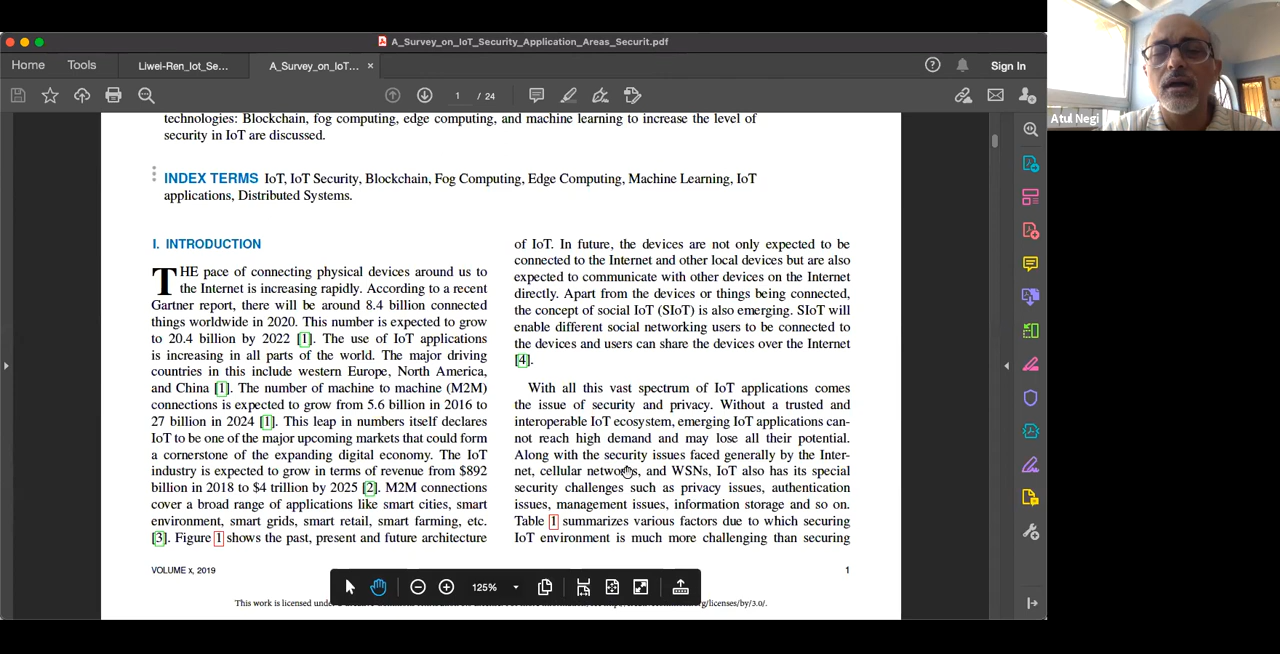 A_Survey_on_IoT_Security_Application_Areas_Securit.pdf
Home
Tools
Liwei-Ren_Iot_Se...
A_Survey_on_IoT...
Sign In
1 / 24
Atul Negi
technologies: Blockchain, fog computing, edge computing, and machine learning to increase the level of
security in IoT are discussed.
INDEX TERMS IoT, IoT Security, Blockchain, Fog Computing, Edge Computing, Machine Learning, IoT
applications, Distributed Systems.
I. INTRODUCTION
THE pace of connecting physical devices around us to
the Internet is increasing rapidly. According to a recent
Gartner report, there will be around 8.4 billion connected
things worldwide in 2020. This number is expected to grow
to 20.4 billion by 2022 [1]. The use of IoT applications
is increasing in all parts of the world. The major driving
countries in this include western Europe, North America,
and China [1]. The number of machine to machine (M2M)
connections is expected to grow from 5.6 billion in 2016 to
27 billion in 2024 [1]. This leap in numbers itself declares
IoT to be one of the major upcoming markets that could form
a cornerstone of the expanding digital economy. The IoT
industry is expected to grow in terms of revenue from $892
billion in 2018 to $4 trillion by 2025 [2]. M2M connections
cover a broad range of applications like smart cities, smart
environment, smart grids, smart retail, smart farming, etc.
[3]. Figure 1 shows the past, present and future architecture
of IoT. In future, the devices are not only expected to be
connected to the Internet and other local devices but are also
expected to communicate with other devices on the Internet
directly. Apart from the devices or things being connected,
the concept of social IoT (SIoT) is also emerging. SIoT will
enable different social networking users to be connected to
the devices and users can share the devices over the Internet
[4].
With all this vast spectrum of IoT applications comes
the issue of security and privacy. Without a trusted and
interoperable IoT ecosystem, emerging IoT applications can-
not reach high demand and may lose all their potential.
Along with the security issues faced generally by the Inter-
net, cellular networks, and WSNs, IoT also has its special
security challenges such as privacy issues, authentication
issues, management issues, information storage and so on.
Table 1 summarizes various factors due to which securing
IoT environment is much more challenging than securing
VOLUME x, 2019
1
125%
This work is licensed under
/licenses/by/3.0/.